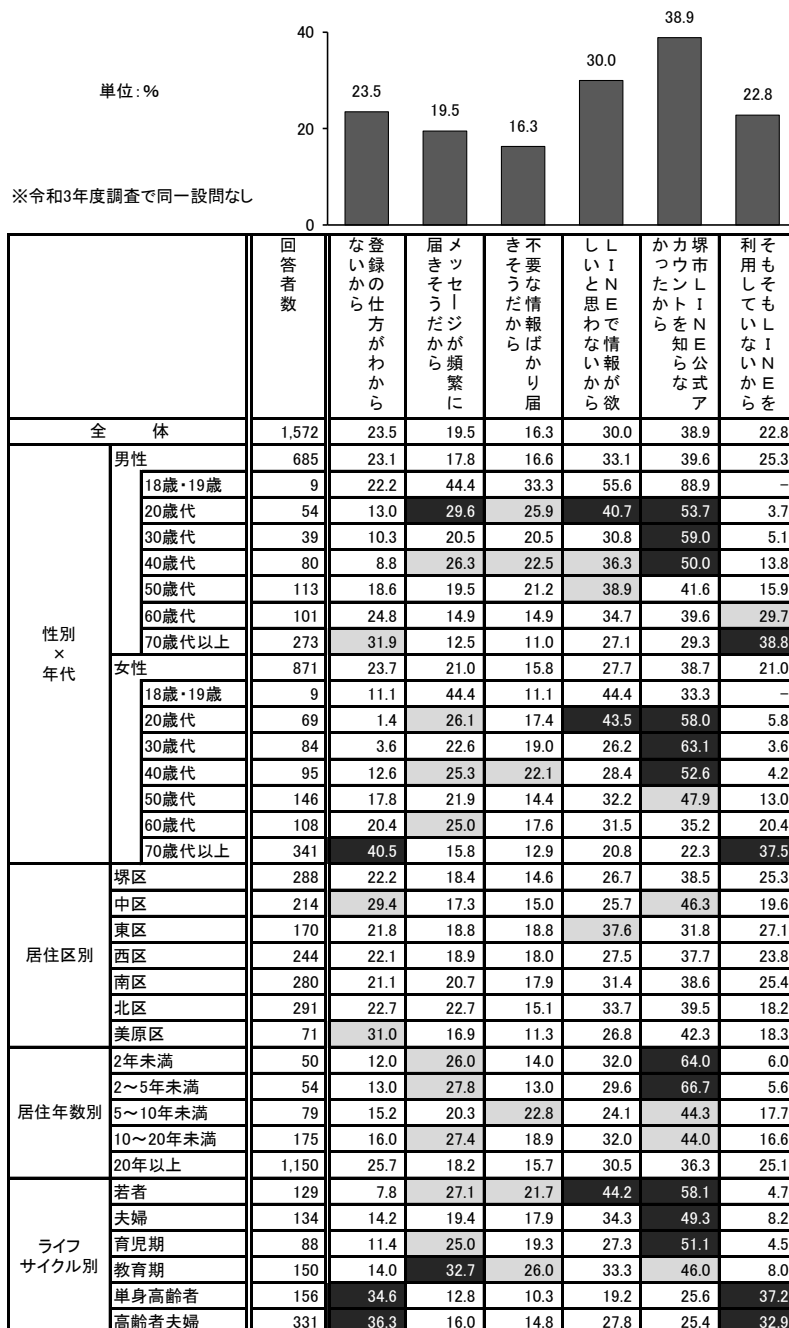 38.9
40
30.0
単位：%
23.5
22.8
19.5
20
16.3
※令和3年度調査で同一設問なし
0
回答者数
登録の仕方がわからないから
メッセージが頻繁に届きそうだから
不要な情報ばかり届きそうだから
LINEで情報が欲しいと思わないから
堺市LINE公式アカウントを知らなかったから
そもそもLINEを利用していないから
全 体 1,572 23.5 19.5 16.3 30.0 38.9 22.8
性別×年代
男性 685 23.1 17.8 16.6 33.1 39.6 25.3
18歳・19歳 9 22.2 44.4 33.3 55.6 88.9 －
20歳代 54 13.0 29.6 25.9 40.7 53.7 3.7
30歳代 39 10.3 20.5 20.5 30.8 59.0 5.1
40歳代 80 8.8 26.3 22.5 36.3 50.0 13.8
50歳代 113 18.6 19.5 21.2 38.9 41.6 15.9
60歳代 101 24.8 14.9 14.9 34.7 39.6 29.7
70歳代以上 273 31.9 12.5 11.0 27.1 29.3 38.8
女性 871 23.7 21.0 15.8 27.7 38.7 21.0
18歳・19歳 9 11.1 44.4 11.1 44.4 33.3 －
20歳代 69 1.4 26.1 17.4 43.5 58.0 5.8
30歳代 84 3.6 22.6 19.0 26.2 63.1 3.6
40歳代 95 12.6 25.3 22.1 28.4 52.6 4.2
50歳代 146 17.8 21.9 14.4 32.2 47.9 13.0
60歳代 108 20.4 25.0 17.6 31.5 35.2 20.4
70歳代以上 341 40.5 15.8 12.9 20.8 22.3 37.5
居住区別
堺区 288 22.2 18.4 14.6 26.7 38.5 25.3
中区 214 29.4 17.3 15.0 25.7 46.3 19.6
東区 170 21.8 18.8 18.8 37.6 31.8 27.1
西区 244 22.1 18.9 18.0 27.5 37.7 23.8
南区 280 21.1 20.7 17.9 31.4 38.6 25.4
北区 291 22.7 22.7 15.1 33.7 39.5 18.2
美原区 71 31.0 16.9 11.3 26.8 42.3 18.3
居住年数別
2年未満 50 12.0 26.0 14.0 32.0 64.0 6.0
2～5年未満 54 13.0 27.8 13.0 29.6 66.7 5.6
5～10年未満 79 15.2 20.3 22.8 24.1 44.3 17.7
10～20年未満 175 16.0 27.4 18.9 32.0 44.0 16.6
20年以上 1,150 25.7 18.2 15.7 30.5 36.3 25.1
ライフサイクル別
若者 129 7.8 27.1 21.7 44.2 58.1 4.7
夫婦 134 14.2 19.4 17.9 34.3 49.3 8.2
育児期 88 11.4 25.0 19.3 27.3 51.1 4.5
教育期 150 14.0 32.7 26.0 33.3 46.0 8.0
単身高齢者 156 34.6 12.8 10.3 19.2 25.6 37.2
高齢者夫婦 331 36.3 16.0 14.8 27.8 25.4 32.9